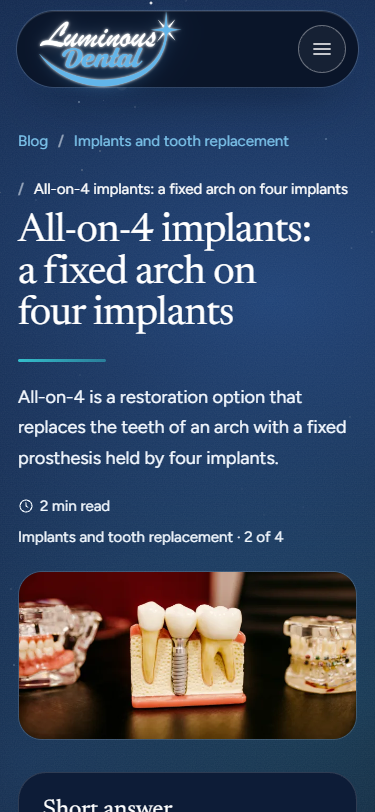 Luminous
Dental
Blog / Implants and tooth replacement
/ All-on-4 implants: a fixed arch on four implants
All-on-4 implants:
a fixed arch on
four implants
All-on-4 is a restoration option that
replaces the teeth of an arch with a fixed
prosthesis held by four implants.
2 min read
Implants and tooth replacement · 2 of 4
Short answer